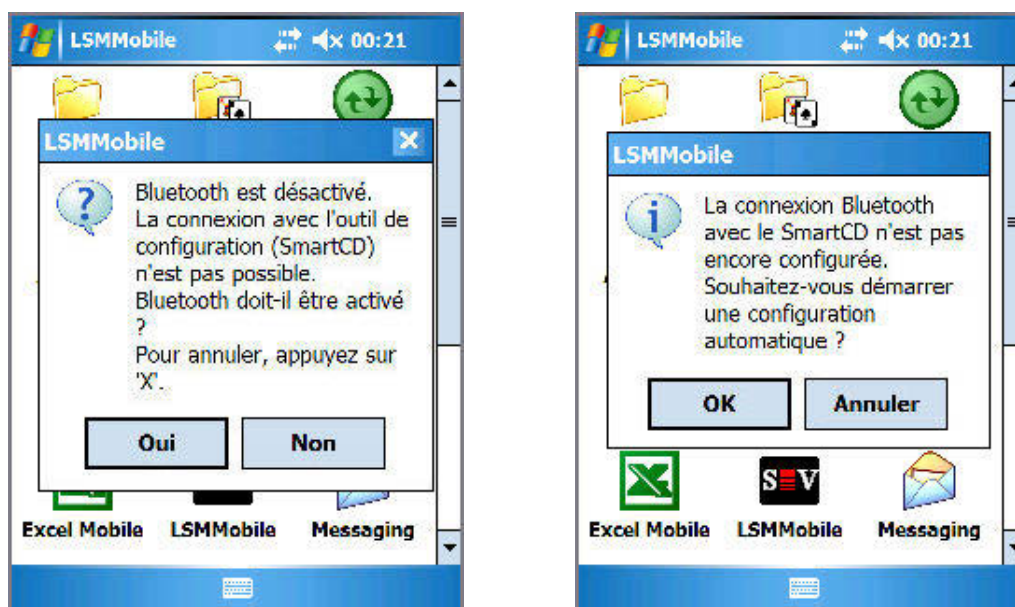 LSMMobile 00:21
LSMMobile
Bluetooth est désactivé.
La connexion avec l'outil de
configuration (SmartCD)
n'est pas possible.
Bluetooth doit-il être activé
?
Pour annuler, appuyez sur
'X'.
Oui Non
Excel Mobile LSMMobile Messaging
LSMMobile 00:21
LSMMobile
La connexion Bluetooth
avec le SmartCD n'est pas
encore configurée.
Souhaitez-vous démarrer
une configuration
automatique ?
OK Annuler
S V
Excel Mobile LSMMobile Messaging